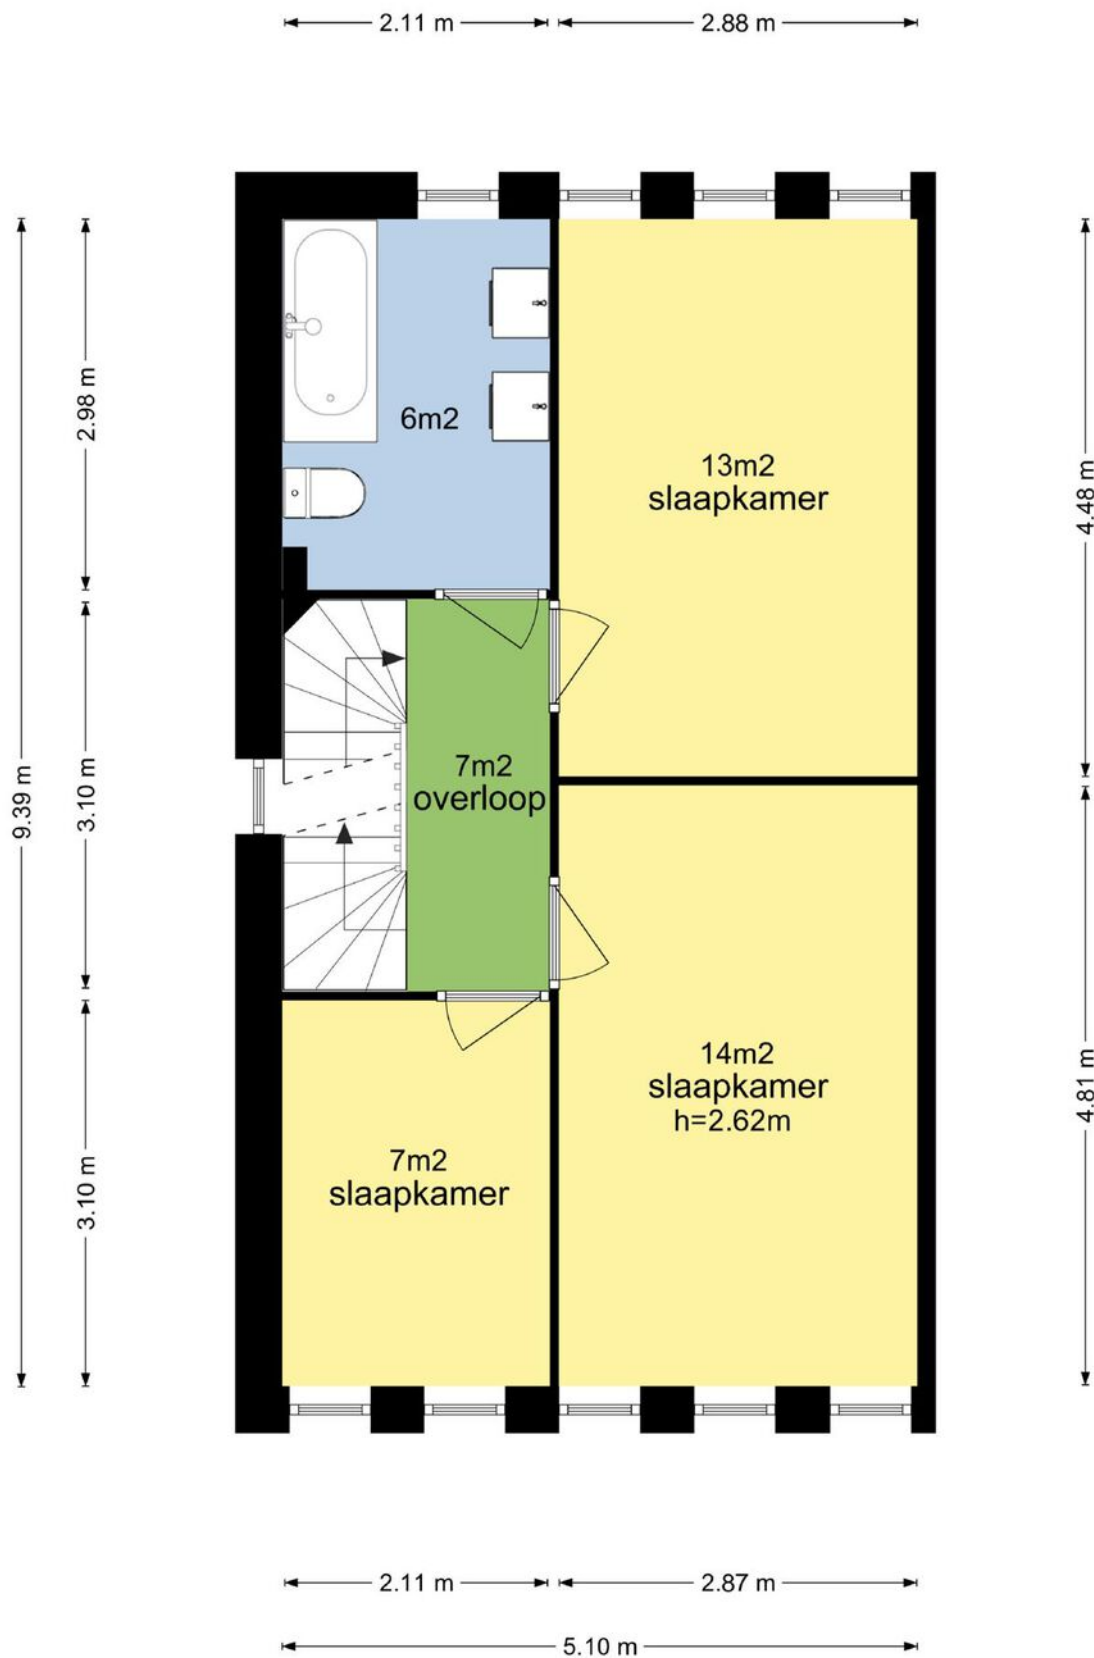 2.11 m
2.88 m
9.39 m
2.98 m
3.10 m
3.10 m
6m2
13m2
slaapkamer
7m2
overloop
14m2
slaapkamer
h=2.62m
7m2
slaapkamer
4.48 m
4.81 m
2.11 m
2.87 m
5.10 m